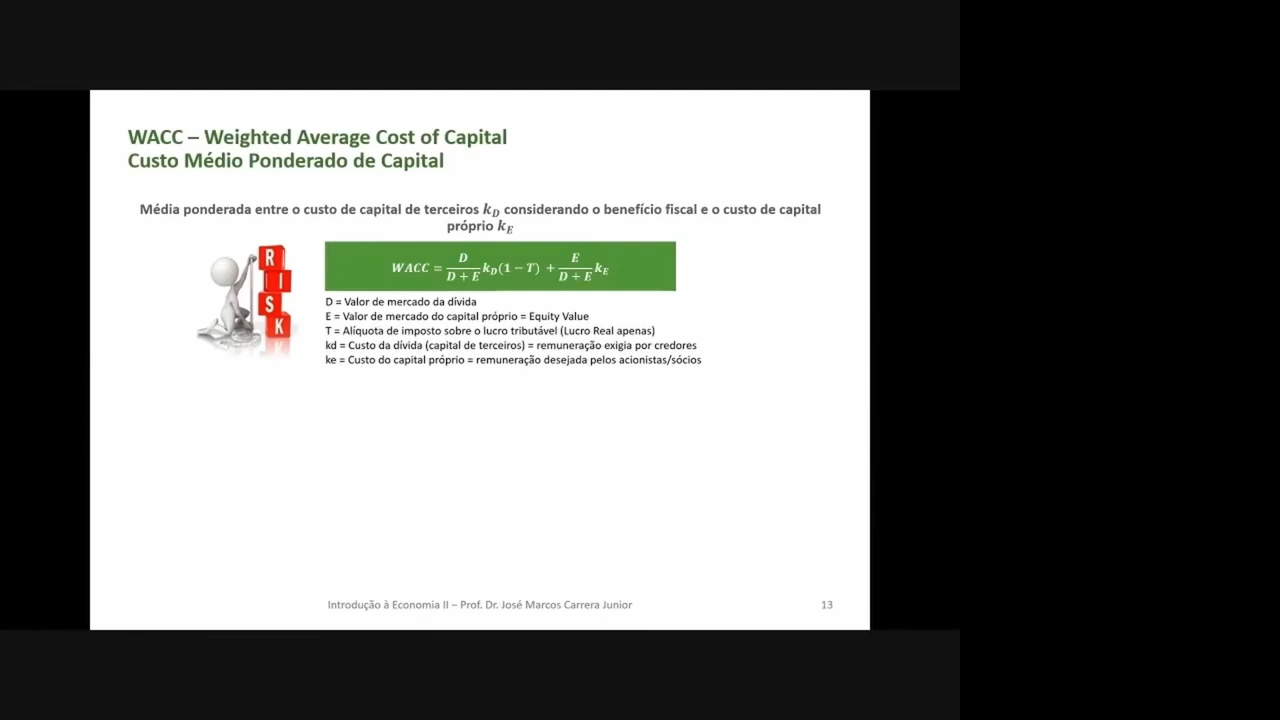 WACC – Weighted Average Cost of Capital
Custo Médio Ponderado de Capital
Média ponderada entre o custo de capital de terceiros k_D considerando o benefício fiscal e o custo de capital
próprio k_E
R
I
S
K
WACC = D/(D + E) k_D(1 − T) + E/(D + E) k_E
D = Valor de mercado da dívida
E = Valor de mercado do capital próprio = Equity Value
T = Alíquota de imposto sobre o lucro tributável (Lucro Real apenas)
kd = Custo da dívida (capital de terceiros) = remuneração exigia por credores
ke = Custo do capital próprio = remuneração desejada pelos acionistas/sócios
Introdução à Economia II – Prof. Dr. José Marcos Carrera Junior
13